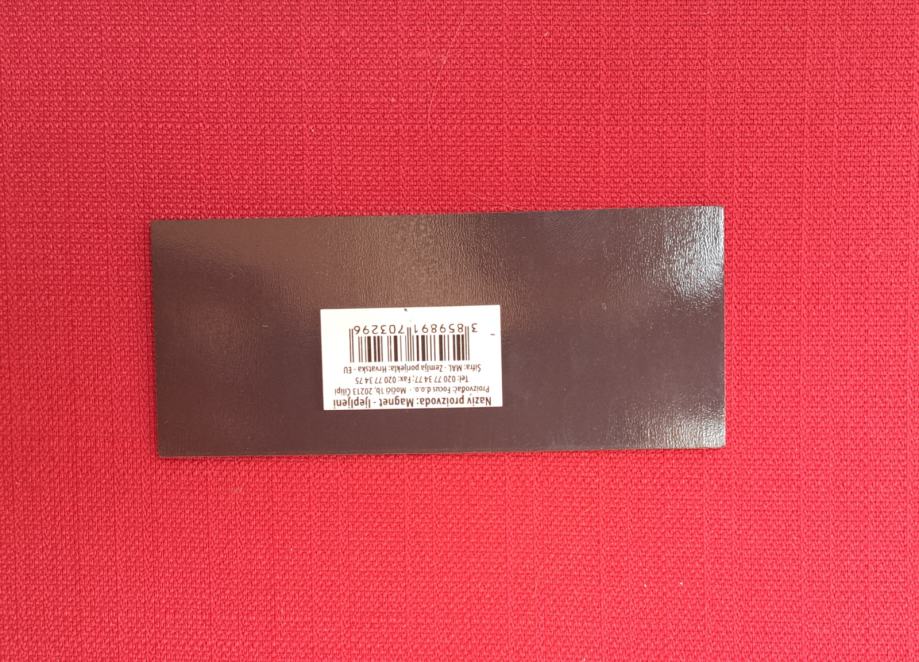 Naziv proizvoda: Magnet - ljepljeni
Proizvođač: Focus d.o.o. - Močići 1b, 20213 Čilipi
Tel: 020 77 34 77; Fax: 020 77 34 75
Šifra: MAL - Zemlja porijekla: Hrvatska - EU
3 859891 703296